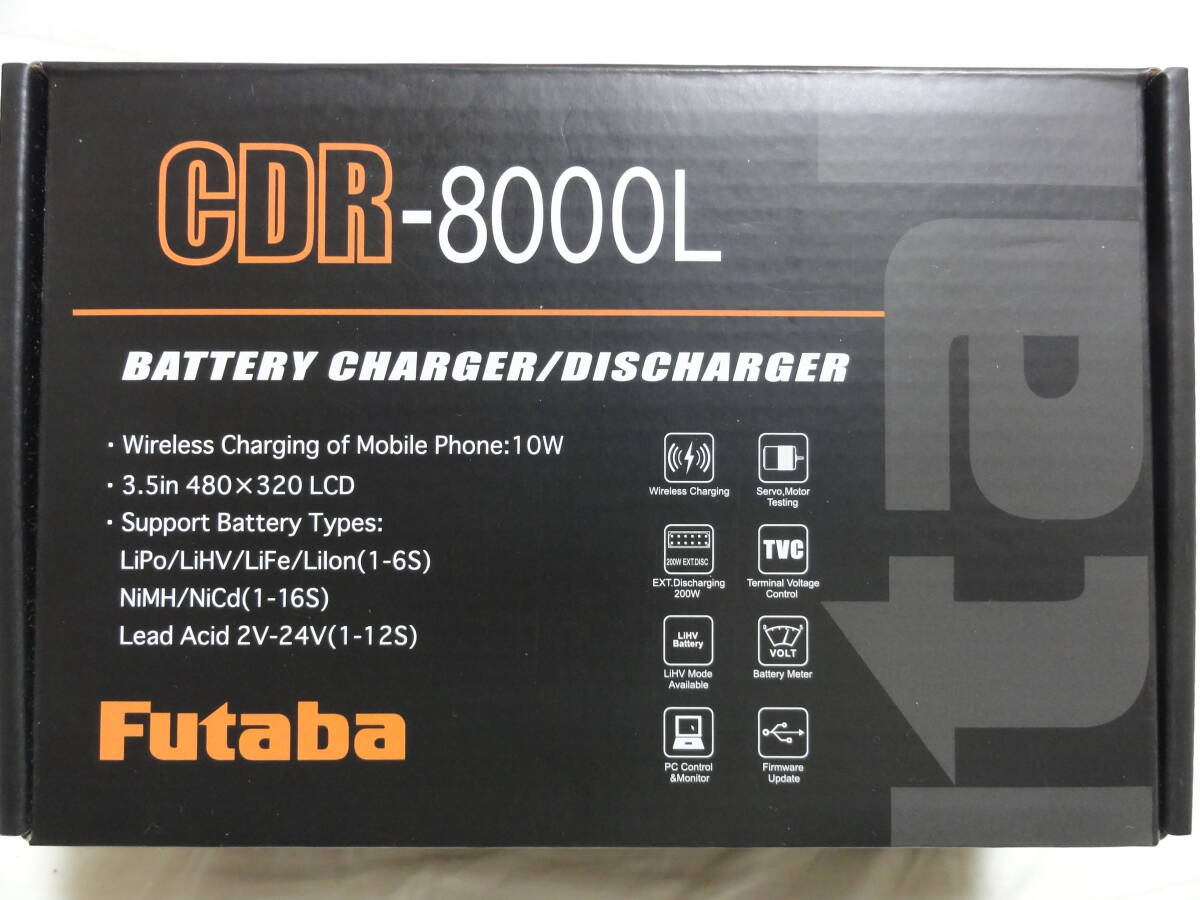 CDR-8000L
BATTERY CHARGER/DISCHARGER
・Wireless Charging of Mobile Phone:10W
・3.5in 480×320 LCD
・Support Battery Types:
LiPo/LiHV/LiFe/LiIon(1-6S)
NiMH/NiCd(1-16S)
Lead Acid 2V-24V(1-12S)
Futaba
Wireless Charging
Servo,Motor
Testing
200W EXT.DISC
EXT.Discharging
200W
TVC
Terminal Voltage
Control
LiHV
Battery
LiHV Mode
Available
VOLT
Battery Meter
PC Control
&Monitor
Firmware
Update